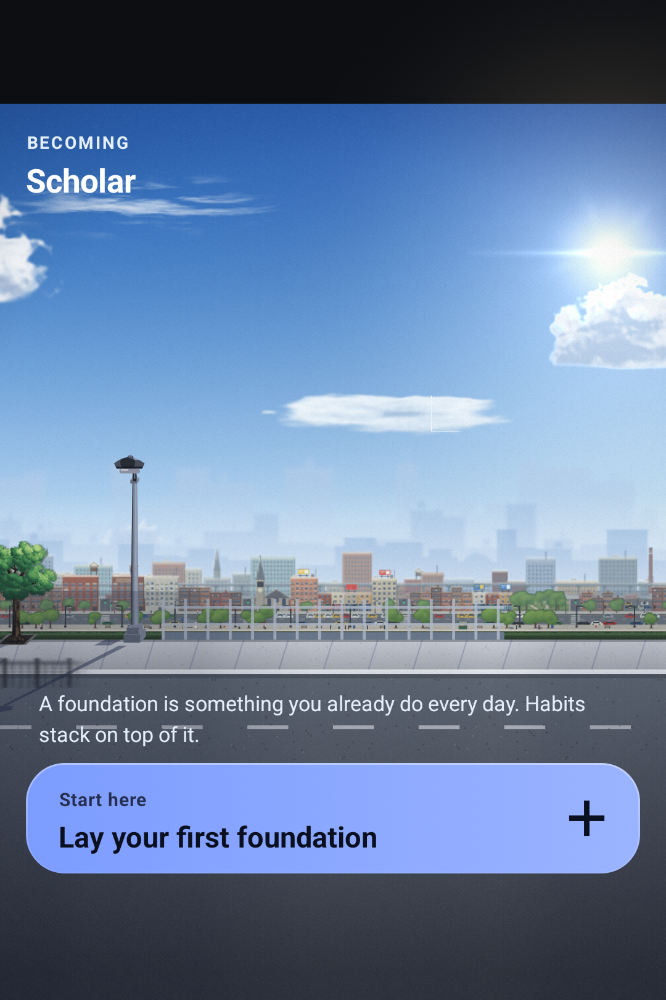 BECOMING
Scholar
A foundation is something you already do every day. Habits
stack on top of it.
Start here
Lay your first foundation